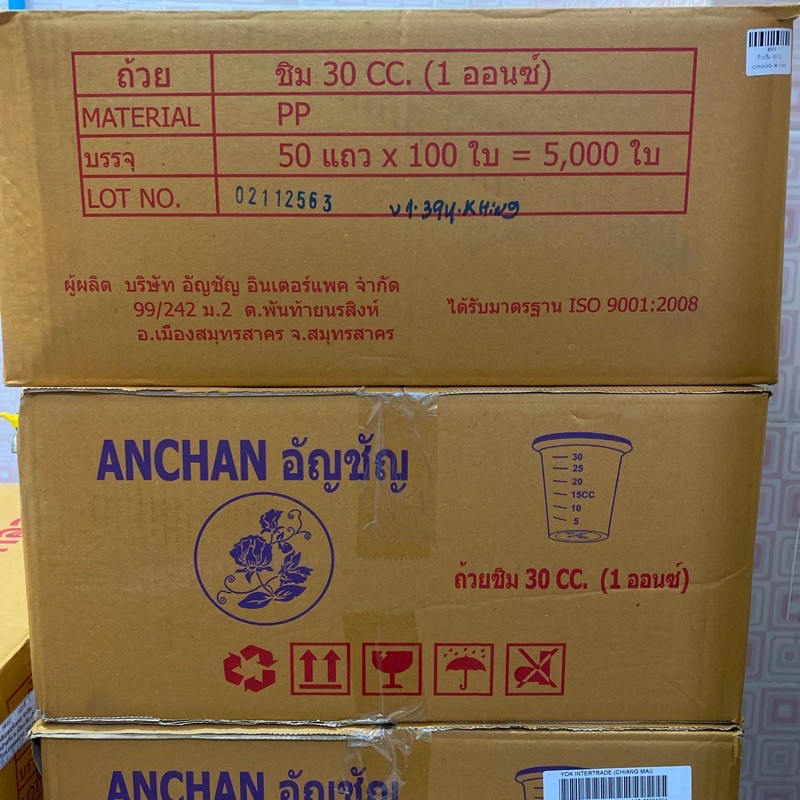 ถ้วย ชิม 30 CC. (1 ออนซ์)
MATERIAL PP
บรรจุ 50 แถว x 100 ใบ = 5,000 ใบ
LOT NO. 02112563
ผู้ผลิต บริษัท อัญชัญ อินเตอร์แพค จำกัด
99/242 ม.2 ต.พันท้ายนรสิงห์
อ.เมืองสมุทรสาคร จ.สมุทรสาคร
ได้รับมาตรฐาน ISO 9001:2008
ANCHAN อัญชัญ
30
25
20
15CC
10
5
ถ้วยชิม 30 CC. (1 ออนซ์)
ANCHAN อัญชัญ
YOK INTERTRADE (CHIANG MAI)